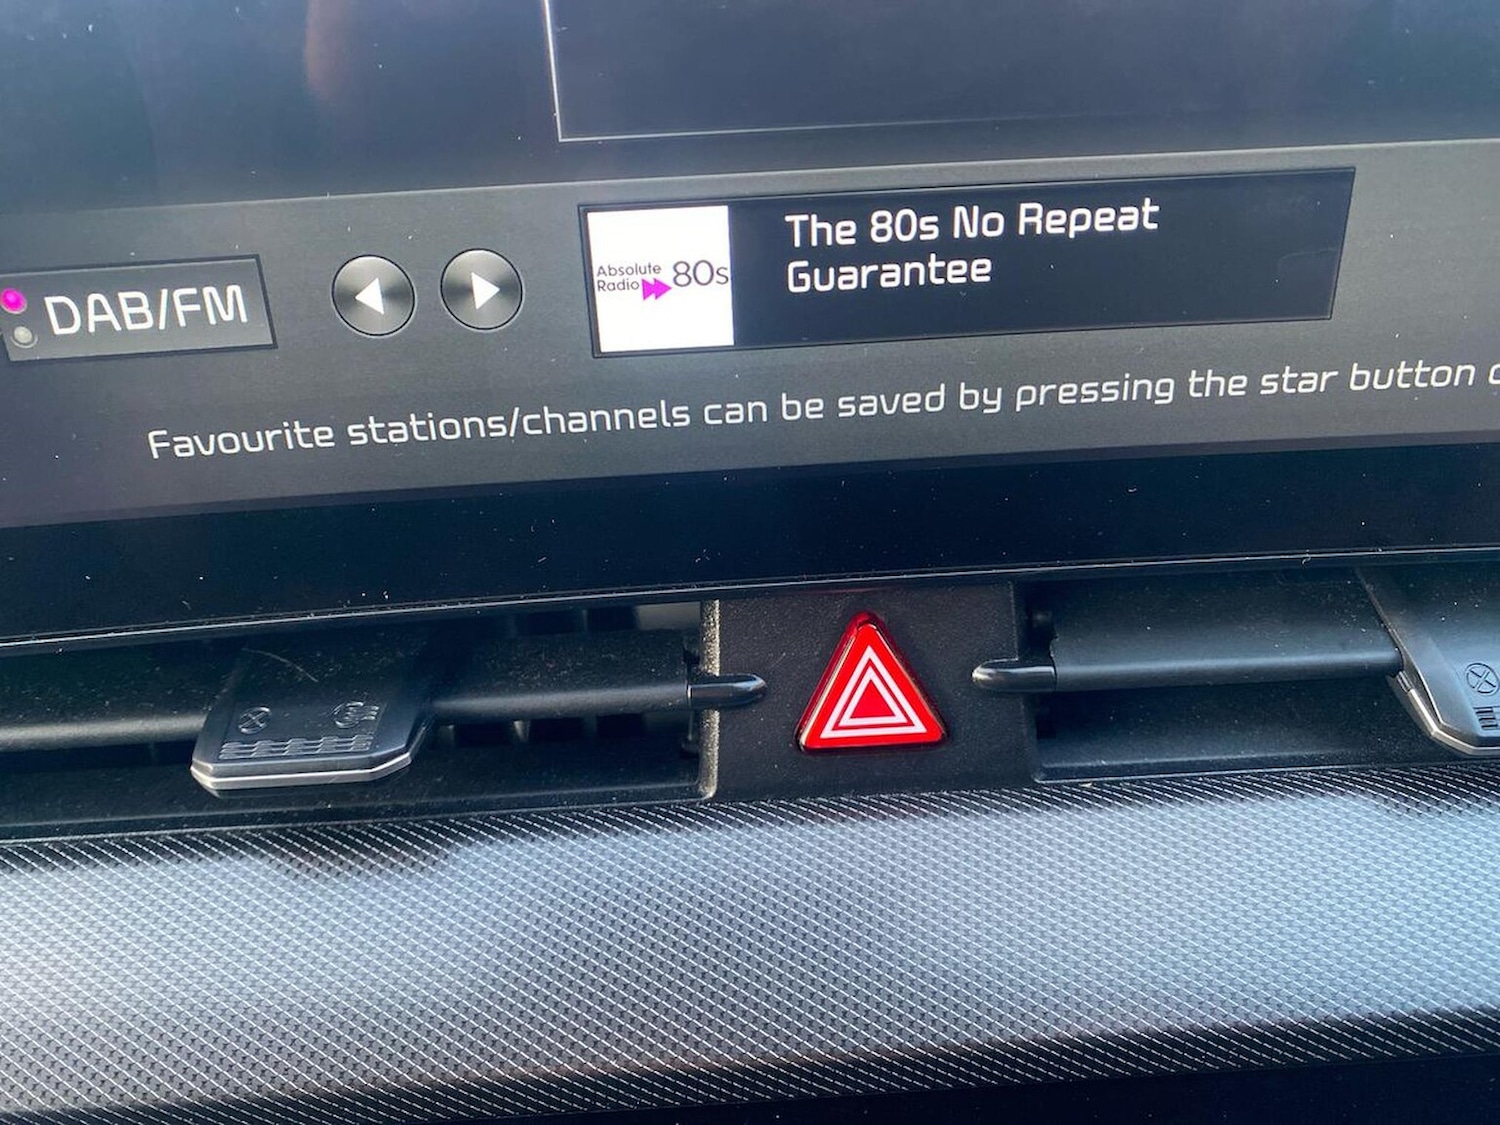 The 80s No Repeat
Guarantee
Absolute
Radio
80s
DAB/FM
Favourite stations/channels can be saved by pressing the star button